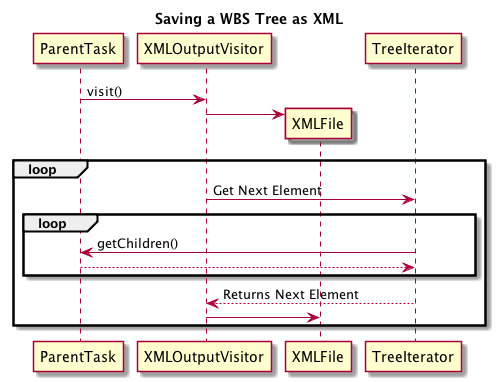 Saving a WBS Tree as XML
ParentTask
XMLOutputVisitor
TreeIterator
visit()
XMLFile
loop
Get Next Element
loop
getChildren()
Returns Next Element
ParentTask
XMLOutputVisitor
XMLFile
TreeIterator